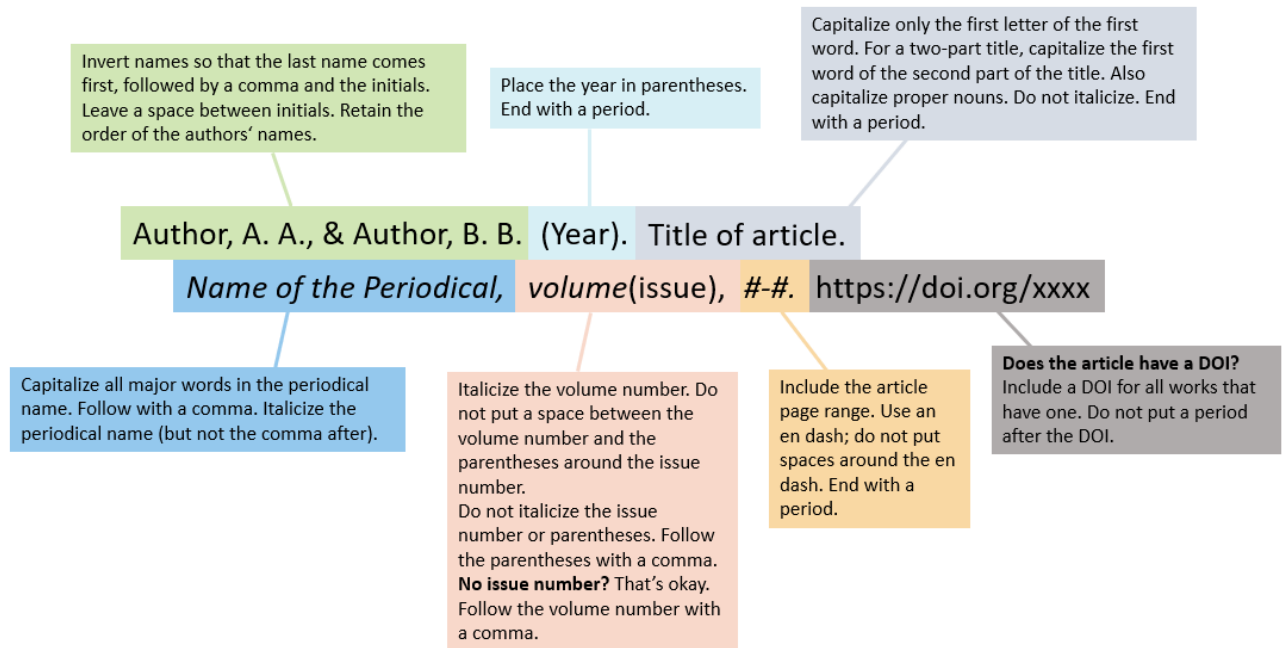 Capitalize only the first letter of the first
word. For a two-part title, capitalize the first
word of the second part of the title. Also
capitalize proper nouns. Do not italicize. End
with a period.
Invert names so that the last name comes
first, followed by a comma and the initials.
Leave a space between initials. Retain the
order of the authors‘ names.
Place the year in parentheses.
End with a period.
Author, A. A., & Author, B. B. (Year). Title of article.
Name of the Periodical, volume(issue), #-#. https://doi.org/xxxx
Capitalize all major words in the periodical
name. Follow with a comma. Italicize the
periodical name (but not the comma after).
Italicize the volume number. Do
not put a space between the
volume number and the
parentheses around the issue
number.
Do not italicize the issue
number or parentheses. Follow
the parentheses with a comma.
No issue number? That’s okay.
Follow the volume number with
a comma.
Include the article
page range. Use an
en dash; do not put
spaces around the en
dash. End with a
period.
Does the article have a DOI?
Include a DOI for all works that
have one. Do not put a period
after the DOI.